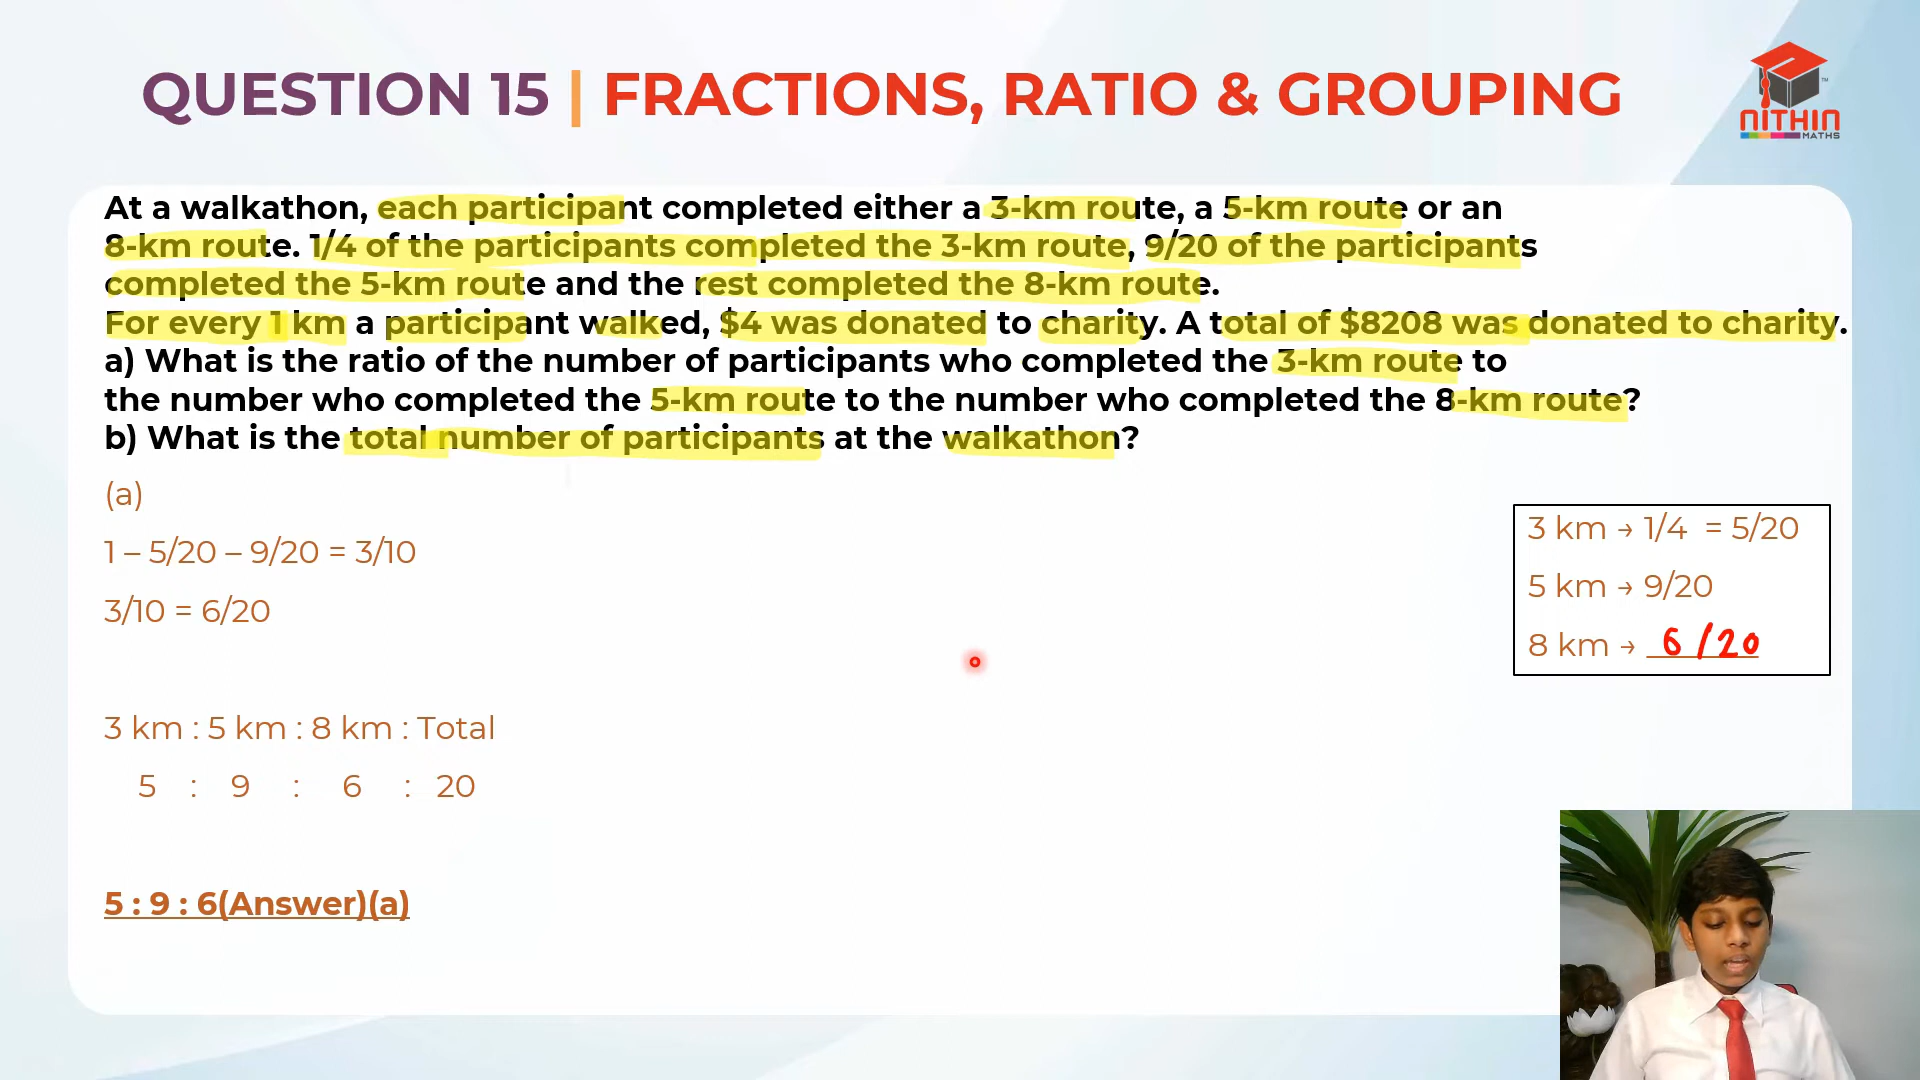 QUESTION 15 | FRACTIONS, RATIO & GROUPING
NITHIN
MATHS
TM
At a walkathon, each participant completed either a 3-km route, a 5-km route or an
8-km route. 1/4 of the participants completed the 3-km route, 9/20 of the participants
completed the 5-km route and the rest completed the 8-km route.
For every 1 km a participant walked, $4 was donated to charity. A total of $8208 was donated to charity.
a) What is the ratio of the number of participants who completed the 3-km route to
the number who completed the 5-km route to the number who completed the 8-km route?
b) What is the total number of participants at the walkathon?
(a)
1 – 5/20 – 9/20 = 3/10
3/10 = 6/20
3 km : 5 km : 8 km : Total
5 : 9 : 6 : 20
5 : 9 : 6(Answer)(a)
3 km → 1/4 = 5/20
5 km → 9/20
8 km → 6/20